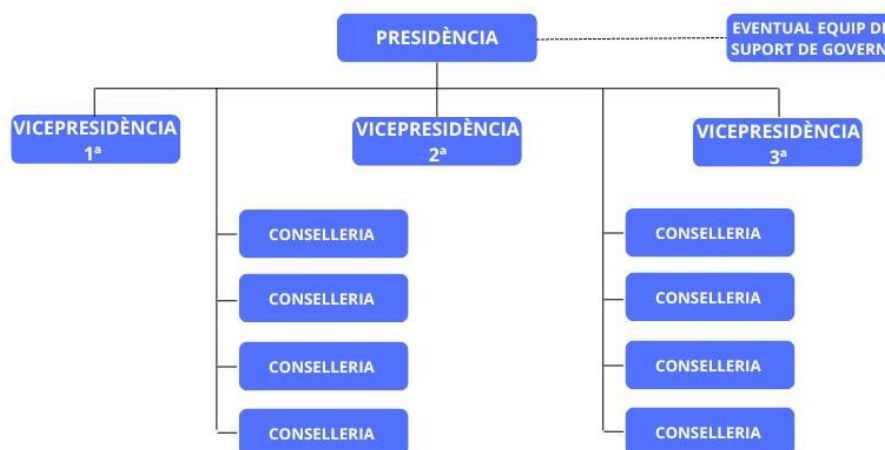 PRESIDÈNCIA
EVENTUAL EQUIP DE
SUPORT DE GOVERN
VICEPRESIDÈNCIA
1ª
VICEPRESIDÈNCIA
2ª
VICEPRESIDÈNCIA
3ª
CONSELLERIA
CONSELLERIA
CONSELLERIA
CONSELLERIA
CONSELLERIA
CONSELLERIA
CONSELLERIA
CONSELLERIA